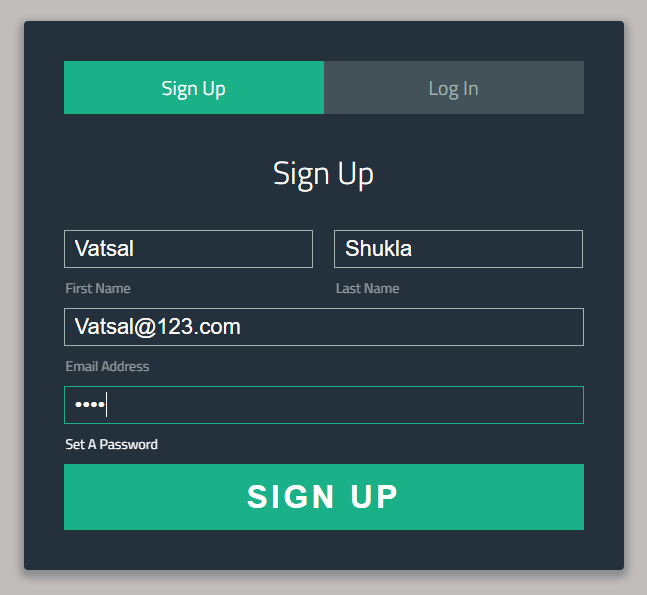 Sign Up Log In
Sign Up
Vatsal Shukla
First Name Last Name
Vatsal@123.com
Email Address
••••
Set A Password
SIGN UP